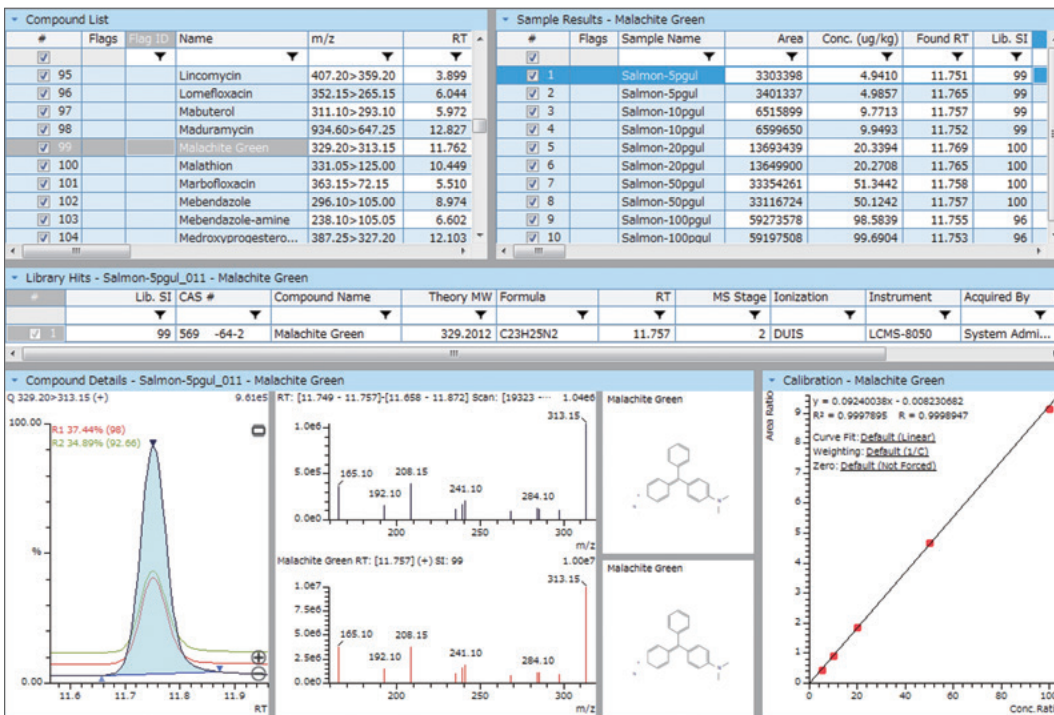 Compound List
# Flags Flag ID Name m/z RT
95 Lincomycin 407.20>359.20 3.899
96 Lomefloxacin 352.15>265.15 6.044
97 Mabuterol 311.10>293.10 5.972
98 Maduramycin 934.60>647.25 12.827
99 Malachite Green 329.20>313.15 11.762
100 Malathion 331.05>125.00 10.449
101 Marbofloxacin 363.15>72.15 5.510
102 Mebendazole 296.10>105.00 8.974
103 Mebendazole-amine 238.10>105.05 6.602
104 Medroxyprogestero... 387.25>327.20 12.103
Sample Results - Malachite Green
# Flags Sample Name Area Conc. (ug/kg) Found RT Lib. SI
1 Salmon-5pgul 3303398 4.9410 11.751 99
2 Salmon-5pgul 3401337 4.9857 11.765 99
3 Salmon-10pgul 6515899 9.7713 11.757 99
4 Salmon-10pgul 6599650 9.9493 11.752 99
5 Salmon-20pgul 13693439 20.3394 11.769 100
6 Salmon-20pgul 13649900 20.2708 11.765 100
7 Salmon-50pgul 33354261 51.3442 11.758 100
8 Salmon-50pgul 33116724 50.1247 11.757 100
9 Salmon-100pgul 59273578 98.5839 11.755 96
10 Salmon-100pgul 59197508 99.6904 11.753 96
Library Hits - Salmon-5pgul_011 - Malachite Green
# Lib. SI CAS # Compound Name Theory MW Formula RT MS Stage Ionization Instrument Acquired By
1 99 569 -64-2 Malachite Green 329.2012 C23H25N2 11.757 2 DUIS LCMS-8050 System Admi...
Compound Details - Salmon-5pgul_011 - Malachite Green
Q 329.20>313.15 (+) 9.61e5
100.00
R1 37.44% (98)
R2 34.89% (92.66)
%
0.00
11.6 11.7 11.8 11.9
RT
RT: [11.749 - 11.757]-[11.658 - 11.872] Scan: [19323 -··· 1.04e6
313.15
1.0e6
5.0e5
0.0e0
165.10 192.10 208.15 241.10 284.10
200 250 300
m/z
Malachite Green RT: [11.757] (+) SI: 99 1.00e7
313.15
1.0e7
7.5e6
5.0e6
2.5e6
0.0e0
165.10 192.10 208.15 241.10 284.10
200 250 300
m/z
Malachite Green
Malachite Green
Calibration - Malachite Green
y = 0.09240038x - 0.008230682
R² = 0.9997895 R = 0.9998947
Curve Fit: Default (Linear)
Weighting: Default (1/C)
Zero: Default (Not Forced)
Area Ratio
9
8
7
6
5
4
3
2
1
0
0 20 40 60 80 100
Conc. Ratio